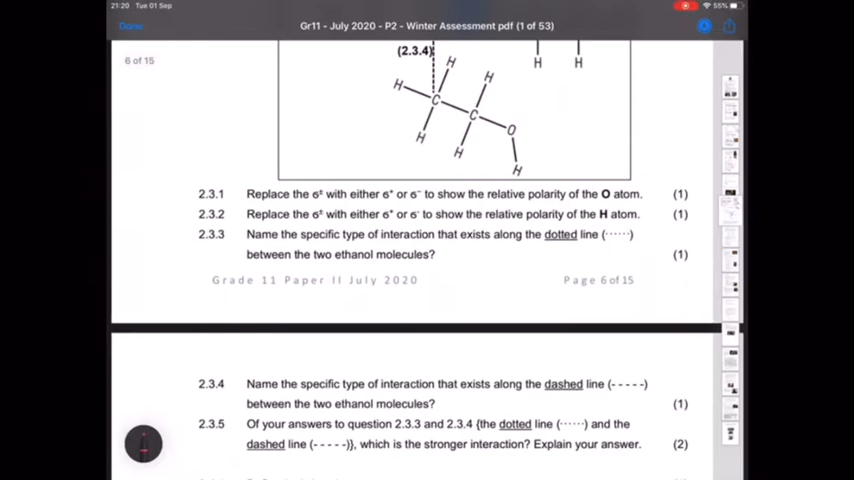 21:20 Tue 01 Sep
55%
Done
Gr11 - July 2020 - P2 - Winter Assessment pdf (1 of 53)
6 of 15
(2.3.4)
H
H H
H
H
C
C
O
H
H
H
2.3.1 Replace the ϭ± with either ϭ⁺ or ϭ⁻ to show the relative polarity of the O atom. (1)
2.3.2 Replace the ϭ± with either ϭ⁺ or ϭ⁻ to show the relative polarity of the H atom. (1)
2.3.3 Name the specific type of interaction that exists along the dotted line (······)
between the two ethanol molecules? (1)
Grade 11 Paper II July 2020 Page 6 of 15
2.3.4 Name the specific type of interaction that exists along the dashed line (- - - - -)
between the two ethanol molecules? (1)
2.3.5 Of your answers to question 2.3.3 and 2.3.4 {the dotted line (······) and the
dashed line (- - - - -)}, which is the stronger interaction? Explain your answer. (2)